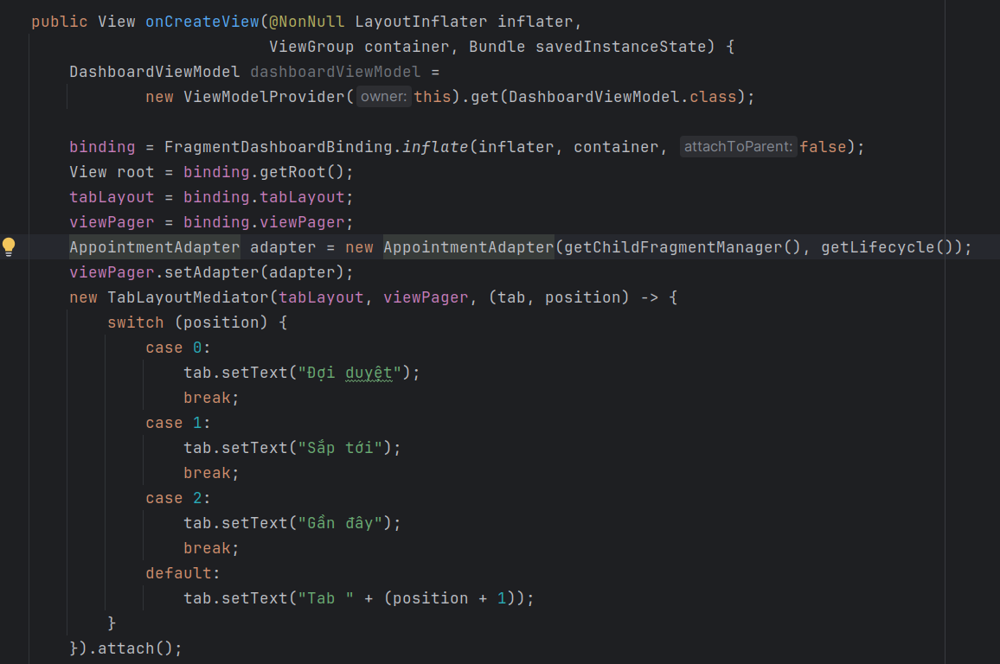 public View onCreateView(@NonNull LayoutInflater inflater,
ViewGroup container, Bundle savedInstanceState) {
DashboardViewModel dashboardViewModel =
new ViewModelProvider( owner: this).get(DashboardViewModel.class);
binding = FragmentDashboardBinding.inflate(inflater, container, attachToParent: false);
View root = binding.getRoot();
tabLayout = binding.tabLayout;
viewPager = binding.viewPager;
AppointmentAdapter adapter = new AppointmentAdapter(getChildFragmentManager(), getLifecycle());
viewPager.setAdapter(adapter);
new TabLayoutMediator(tabLayout, viewPager, (tab, position) -> {
switch (position) {
case 0:
tab.setText("Đợi duyệt");
break;
case 1:
tab.setText("Sắp tới");
break;
case 2:
tab.setText("Gần đây");
break;
default:
tab.setText("Tab " + (position + 1));
}
}).attach();